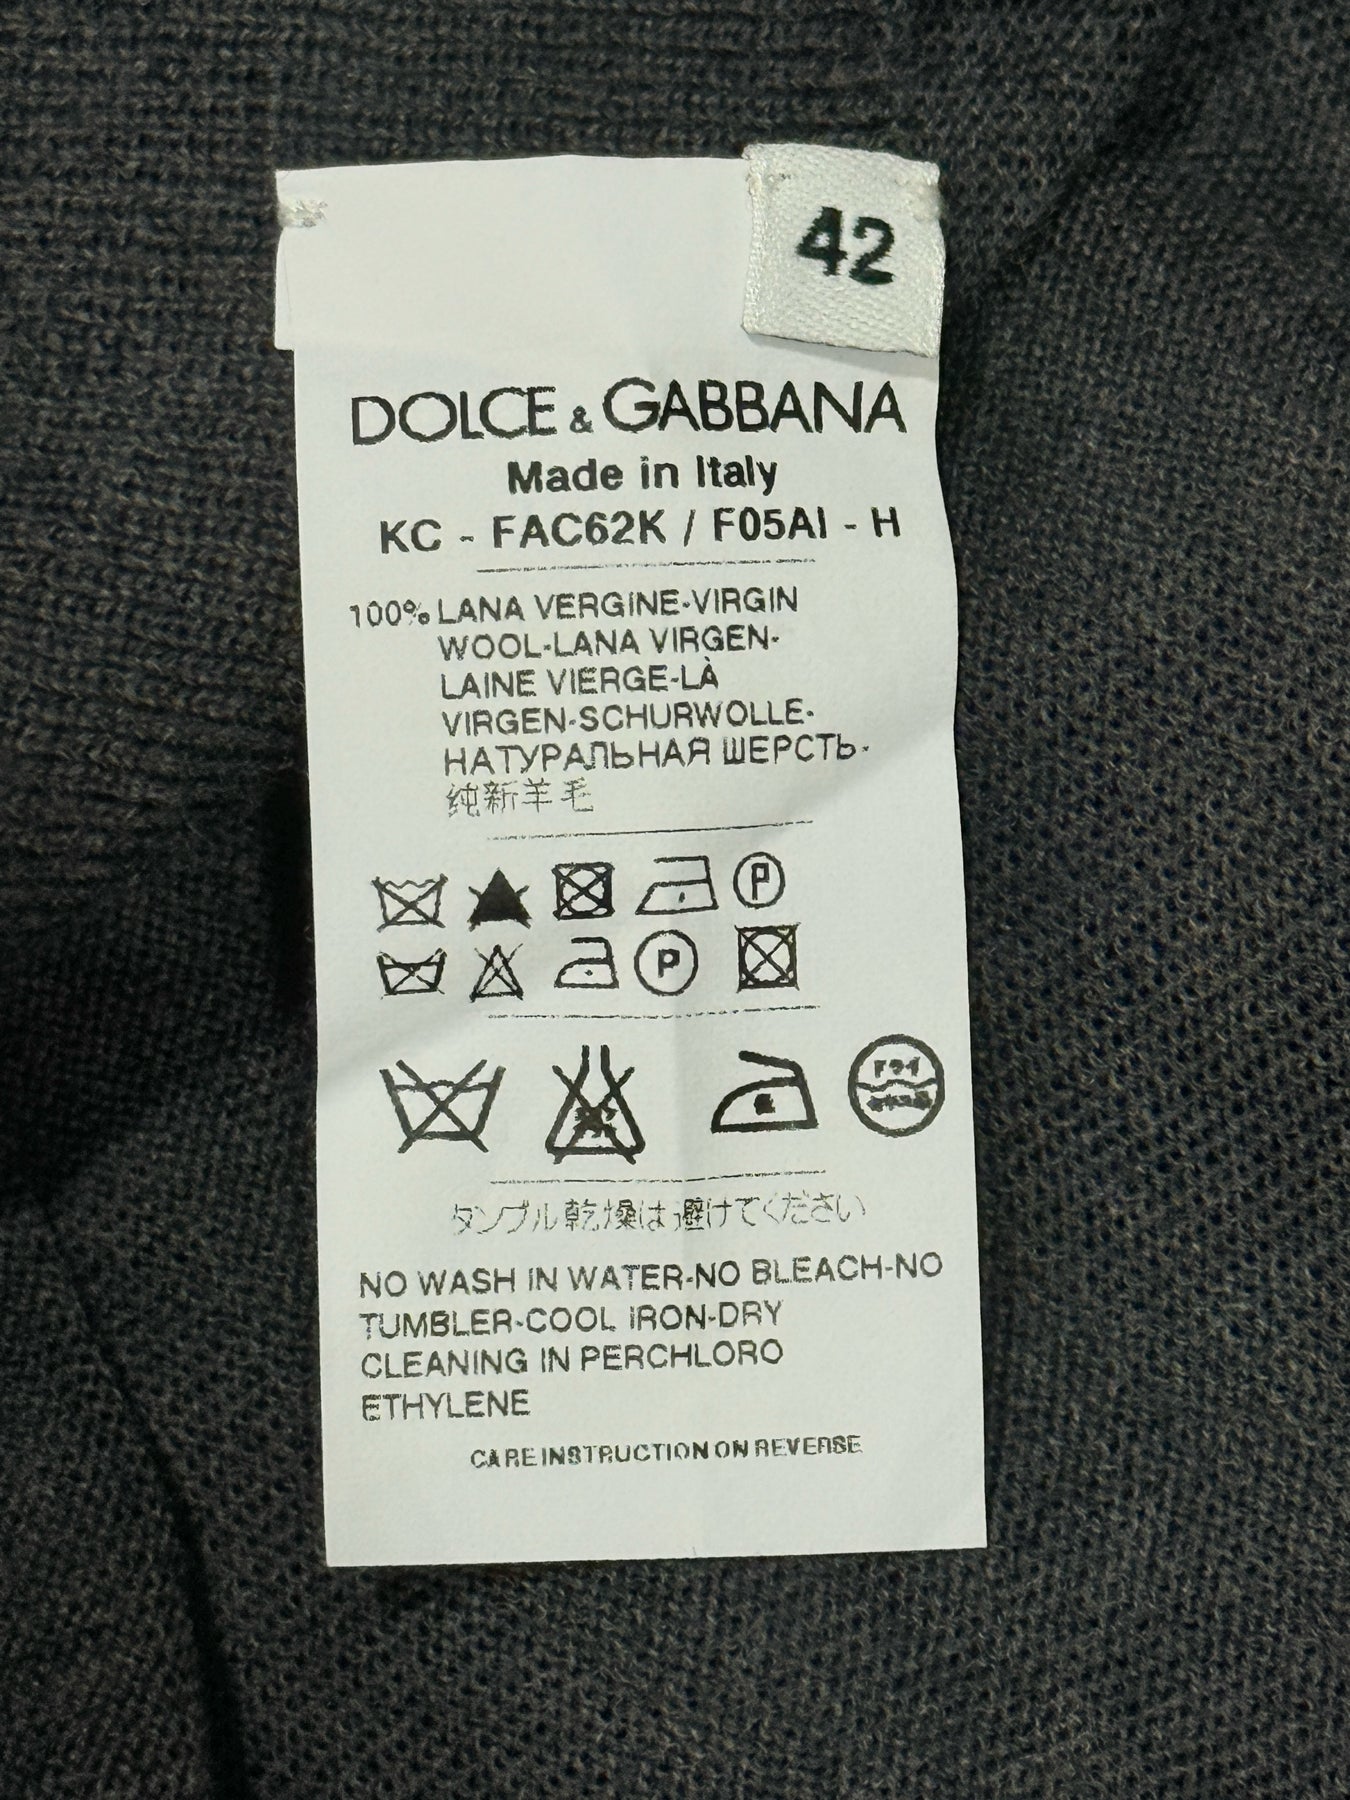 42
DOLCE & GABBANA
Made in Italy
KC - FAC62K / F05AI - H
100% LANA VERGINE-VIRGIN
WOOL-LANA VIRGEN-
LAINE VIERGE-LÀ
VIRGEN-SCHURWOLLE-
НАТУРАЛЬНАЯ ШЕРСТЬ-
纯新羊毛
P
P
ドライ
タンブル乾燥は避けてください
NO WASH IN WATER-NO BLEACH-NO
TUMBLER-COOL IRON-DRY
CLEANING IN PERCHLORO
ETHYLENE
CARE INSTRUCTION ON REVERSE